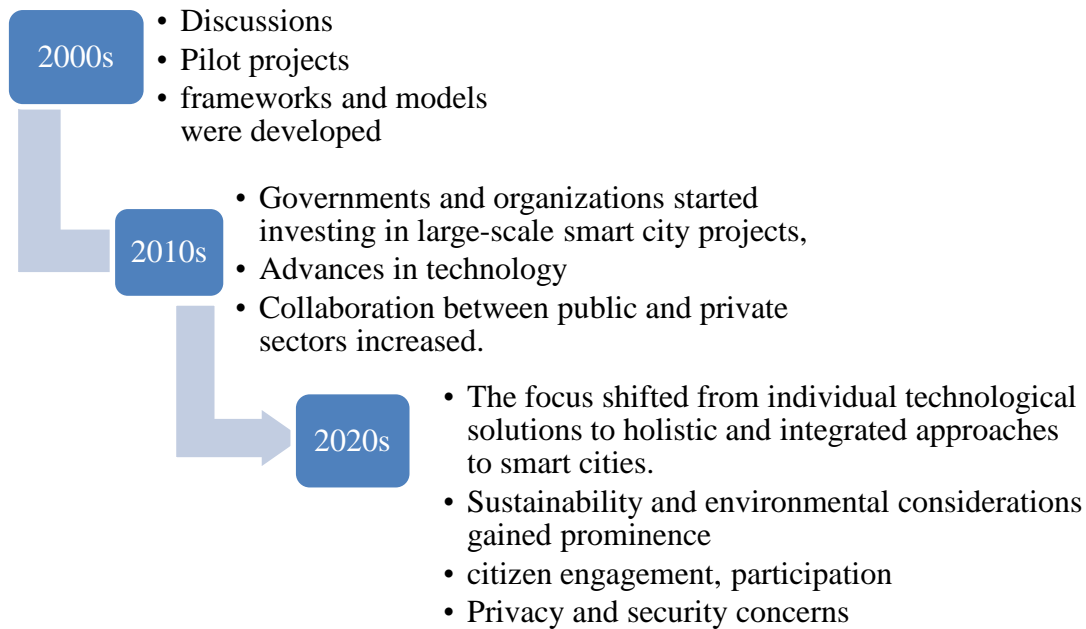 2000s
• Discussions
• Pilot projects
• frameworks and models
were developed
2010s
• Governments and organizations started
investing in large-scale smart city projects,
• Advances in technology
• Collaboration between public and private
sectors increased.
2020s
• The focus shifted from individual technological
solutions to holistic and integrated approaches
to smart cities.
• Sustainability and environmental considerations
gained prominence
• citizen engagement, participation
• Privacy and security concerns